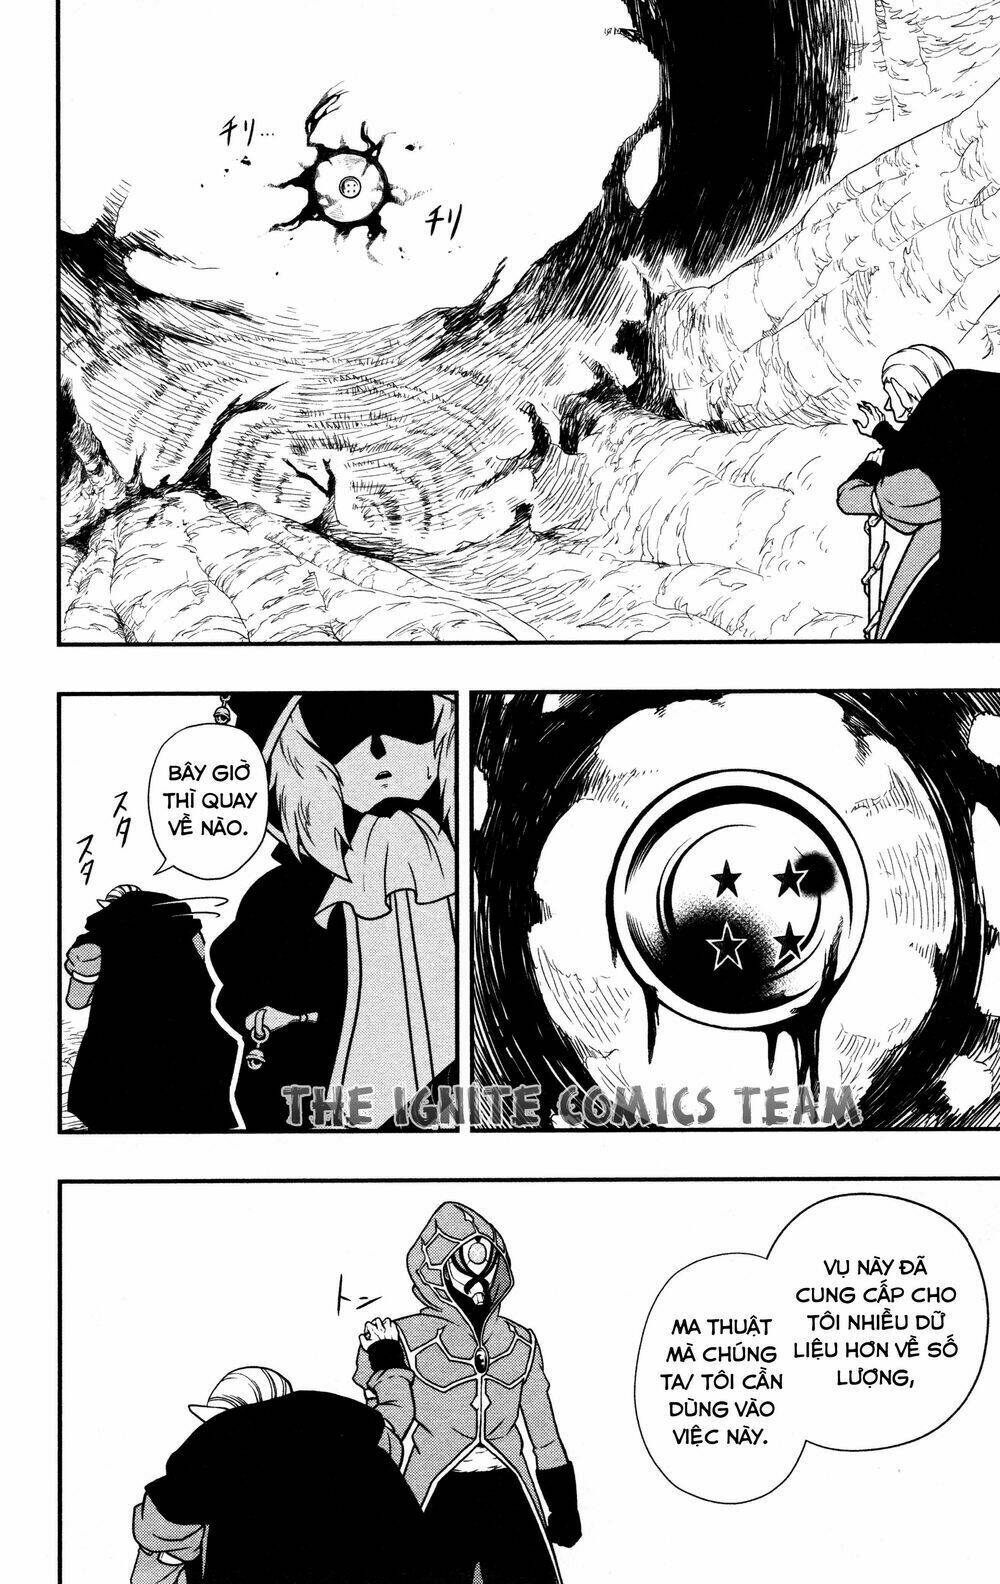 チリ...
チリ
BÂY GIỜ
THÌ QUAY
VỀ NÀO.
スタ
スタ
THE IGNITE COMICS TEAM
VỤ NÀY ĐÃ
CUNG CẤP CHO
TÔI NHIỀU DỮ
LIỆU HƠN VỀ SỐ
LƯỢNG,
MA THUẬT
MÀ CHÚNG
TA/ TÔI CẦN
DÙNG VÀO
VIỆC NÀY.
トン